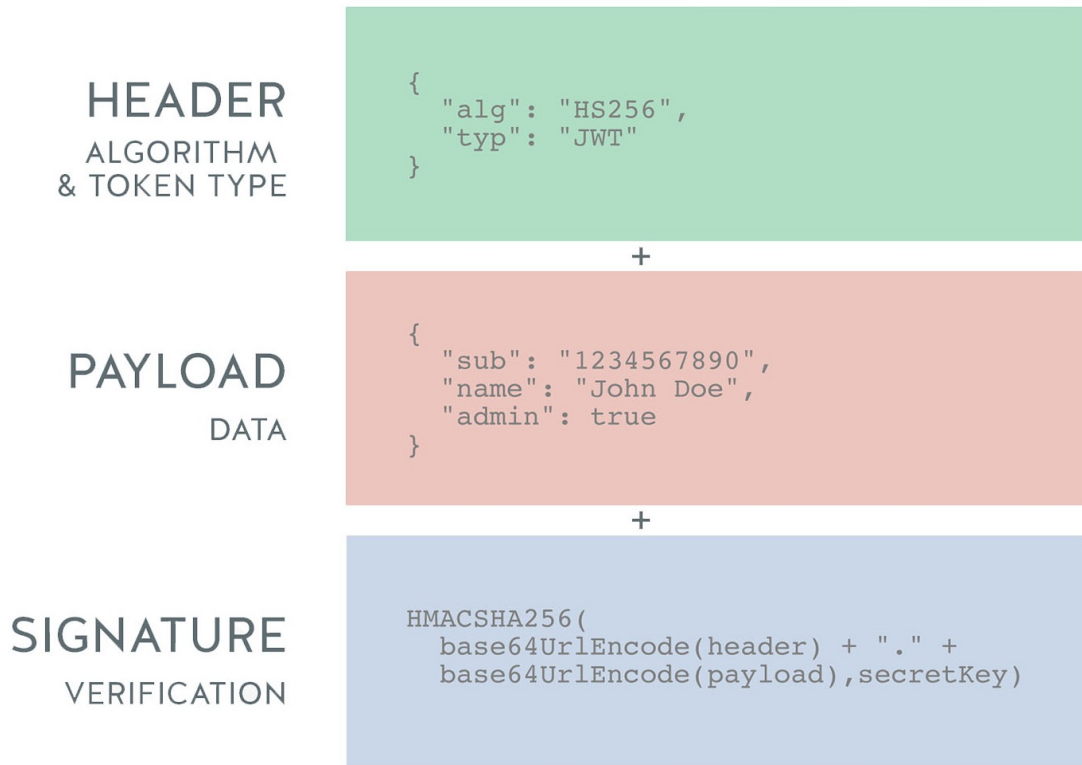 HEADER
ALGORITHM
& TOKEN TYPE
{
  "alg": "HS256",
  "typ": "JWT"
}
+
PAYLOAD
DATA
{
  "sub": "1234567890",
  "name": "John Doe",
  "admin": true
}
+
SIGNATURE
VERIFICATION
HMACSHA256(
  base64UrlEncode(header) + "." +
  base64UrlEncode(payload),secretKey)